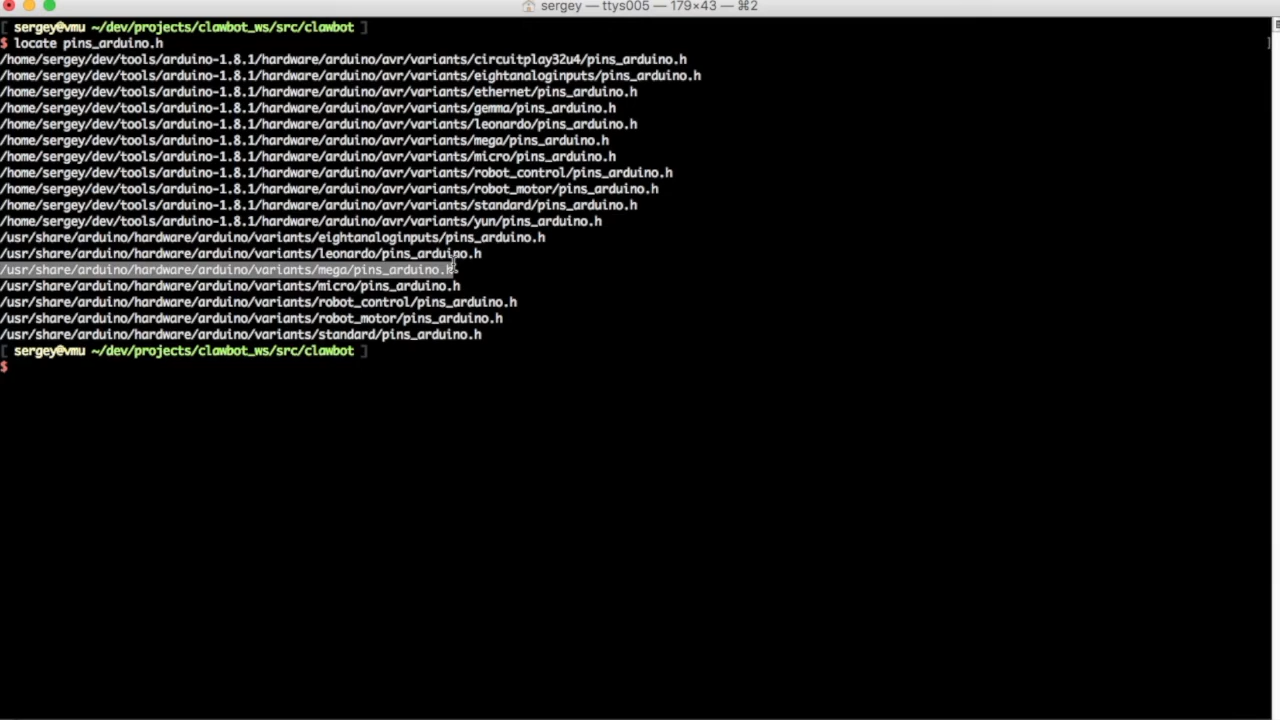 sergey — ttys005 — 179×43 — ⌘2
[ sergey@vmu ~/dev/projects/clawbot_ws/src/clawbot ]
$ locate pins_arduino.h ]
/home/sergey/dev/tools/arduino-1.8.1/hardware/arduino/avr/variants/circuitplay32u4/pins_arduino.h
/home/sergey/dev/tools/arduino-1.8.1/hardware/arduino/avr/variants/eightanaloginputs/pins_arduino.h
/home/sergey/dev/tools/arduino-1.8.1/hardware/arduino/avr/variants/ethernet/pins_arduino.h
/home/sergey/dev/tools/arduino-1.8.1/hardware/arduino/avr/variants/gemma/pins_arduino.h
/home/sergey/dev/tools/arduino-1.8.1/hardware/arduino/avr/variants/leonardo/pins_arduino.h
/home/sergey/dev/tools/arduino-1.8.1/hardware/arduino/avr/variants/mega/pins_arduino.h
/home/sergey/dev/tools/arduino-1.8.1/hardware/arduino/avr/variants/micro/pins_arduino.h
/home/sergey/dev/tools/arduino-1.8.1/hardware/arduino/avr/variants/robot_control/pins_arduino.h
/home/sergey/dev/tools/arduino-1.8.1/hardware/arduino/avr/variants/robot_motor/pins_arduino.h
/home/sergey/dev/tools/arduino-1.8.1/hardware/arduino/avr/variants/standard/pins_arduino.h
/home/sergey/dev/tools/arduino-1.8.1/hardware/arduino/avr/variants/yun/pins_arduino.h
/usr/share/arduino/hardware/arduino/variants/eightanaloginputs/pins_arduino.h
/usr/share/arduino/hardware/arduino/variants/leonardo/pins_arduino.h
/usr/share/arduino/hardware/arduino/variants/mega/pins_arduino.h
/usr/share/arduino/hardware/arduino/variants/micro/pins_arduino.h
/usr/share/arduino/hardware/arduino/variants/robot_control/pins_arduino.h
/usr/share/arduino/hardware/arduino/variants/robot_motor/pins_arduino.h
/usr/share/arduino/hardware/arduino/variants/standard/pins_arduino.h
[ sergey@vmu ~/dev/projects/clawbot_ws/src/clawbot ]
$